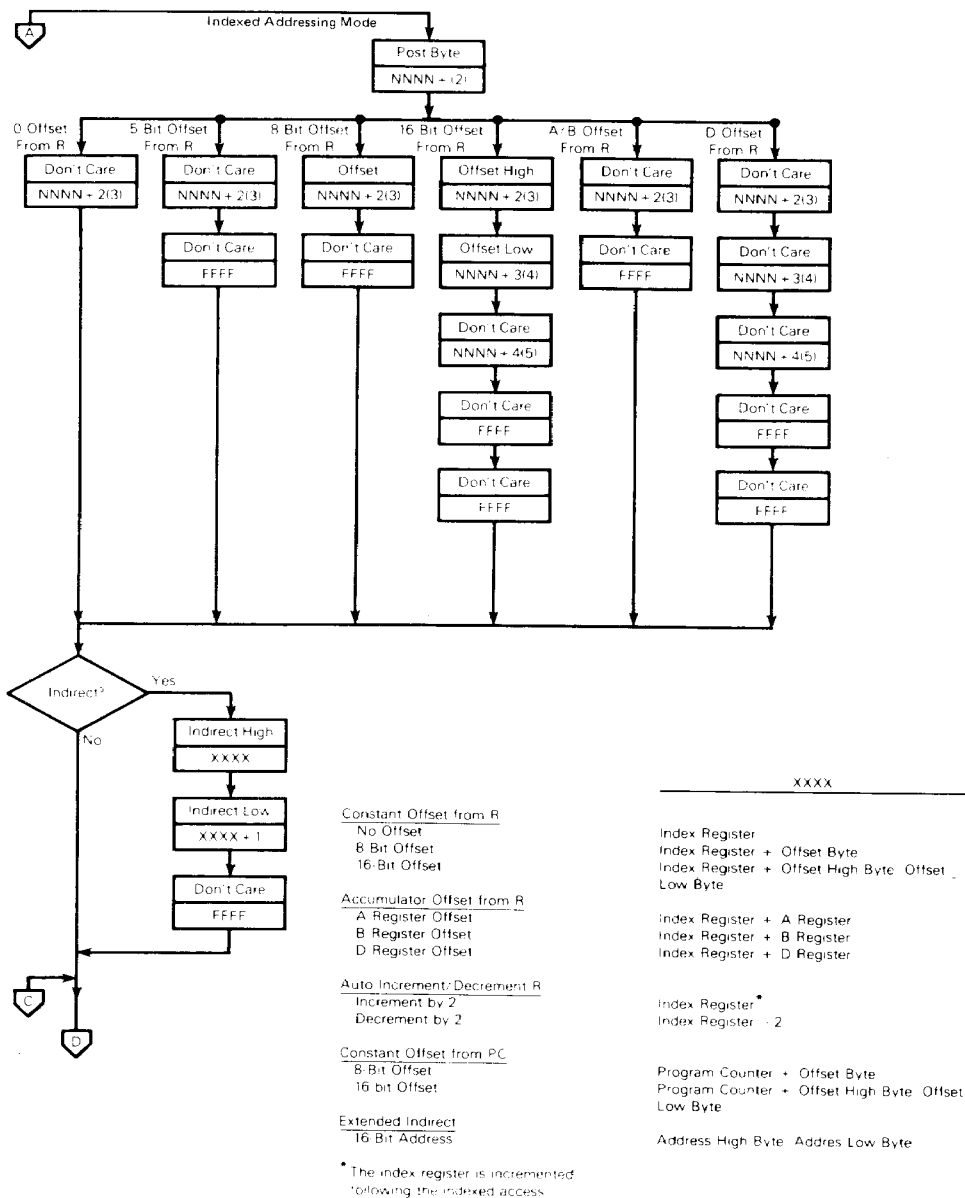 Indexed Addressing Mode
A
Post Byte
NNNN + (2)
0 Offset
From R
5 Bit Offset
From R
8 Bit Offset
From R
16 Bit Offset
From R
A/B Offset
From R
D Offset
From R
Don't Care
NNNN + 2(3)
Don't Care
NNNN + 2(3)
Don't Care
FFFF
Offset
NNNN + 2(3)
Don't Care
FFFF
Offset High
NNNN + 2(3)
Offset Low
NNNN + 3(4)
Don't Care
NNNN + 4(5)
Don't Care
FFFF
Don't Care
FFFF
Don't Care
NNNN + 2(3)
Don't Care
FFFF
Don't Care
NNNN + 2(3)
Don't Care
NNNN + 3(4)
Don't Care
NNNN + 4(5)
Don't Care
FFFF
Don't Care
FFFF
Indirect?
Yes
No
Indirect High
XXXX
Indirect Low
XXXX + 1
Don't Care
FFFF
C
D
XXXX
Constant Offset from R
No Offset Index Register
8 Bit Offset Index Register + Offset Byte
16-Bit Offset Index Register + Offset High Byte Offset
Low Byte
Accumulator Offset from R
A Register Offset Index Register + A Register
B Register Offset Index Register + B Register
D Register Offset Index Register + D Register
Auto Increment/Decrement R
Increment by 2 Index Register*
Decrement by 2 Index Register - 2
Constant Offset from PC
8-Bit Offset Program Counter + Offset Byte
16 bit Offset Program Counter + Offset High Byte Offset
Low Byte
Extended Indirect
16-Bit Address Address High Byte Addres Low Byte
* The index register is incremented
following the indexed access